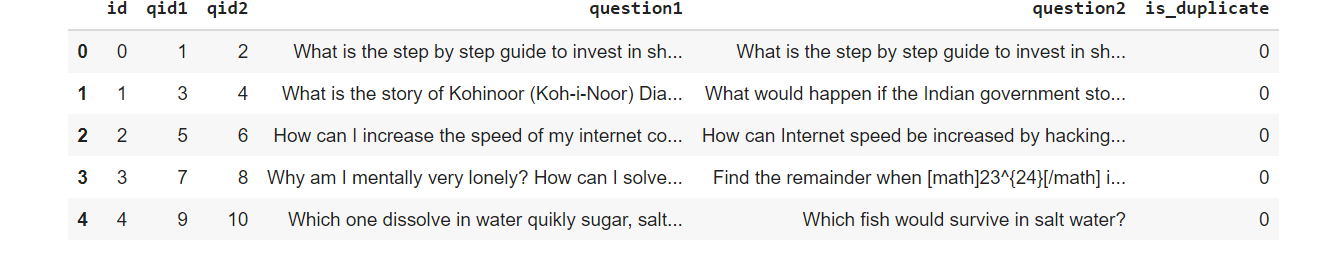 id qid1 qid2 question1 question2 is_duplicate
0 0 1 2 What is the step by step guide to invest in sh... What is the step by step guide to invest in sh... 0
1 1 3 4 What is the story of Kohinoor (Koh-i-Noor) Dia... What would happen if the Indian government sto... 0
2 2 5 6 How can I increase the speed of my internet co... How can Internet speed be increased by hacking... 0
3 3 7 8 Why am I mentally very lonely? How can I solve... Find the remainder when [math]23^{24}[/math] i... 0
4 4 9 10 Which one dissolve in water quikly sugar, salt... Which fish would survive in salt water? 0